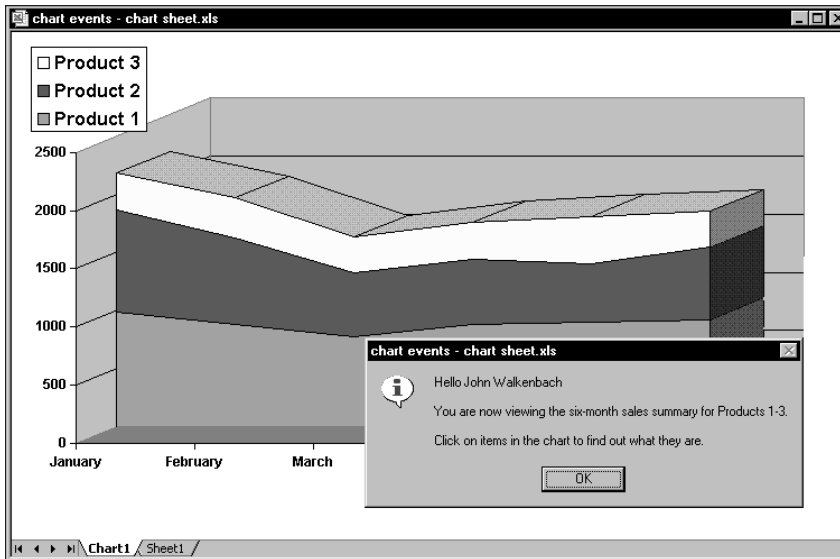 chart events - chart sheet.xls
Product 3
Product 2
Product 1
2500
2000
1500
1000
500
0
January
February
March
chart events - chart sheet.xls
Hello John Walkenbach
You are now viewing the six-month sales summary for Products 1-3.
Click on items in the chart to find out what they are.
OK
Chart1 Sheet1